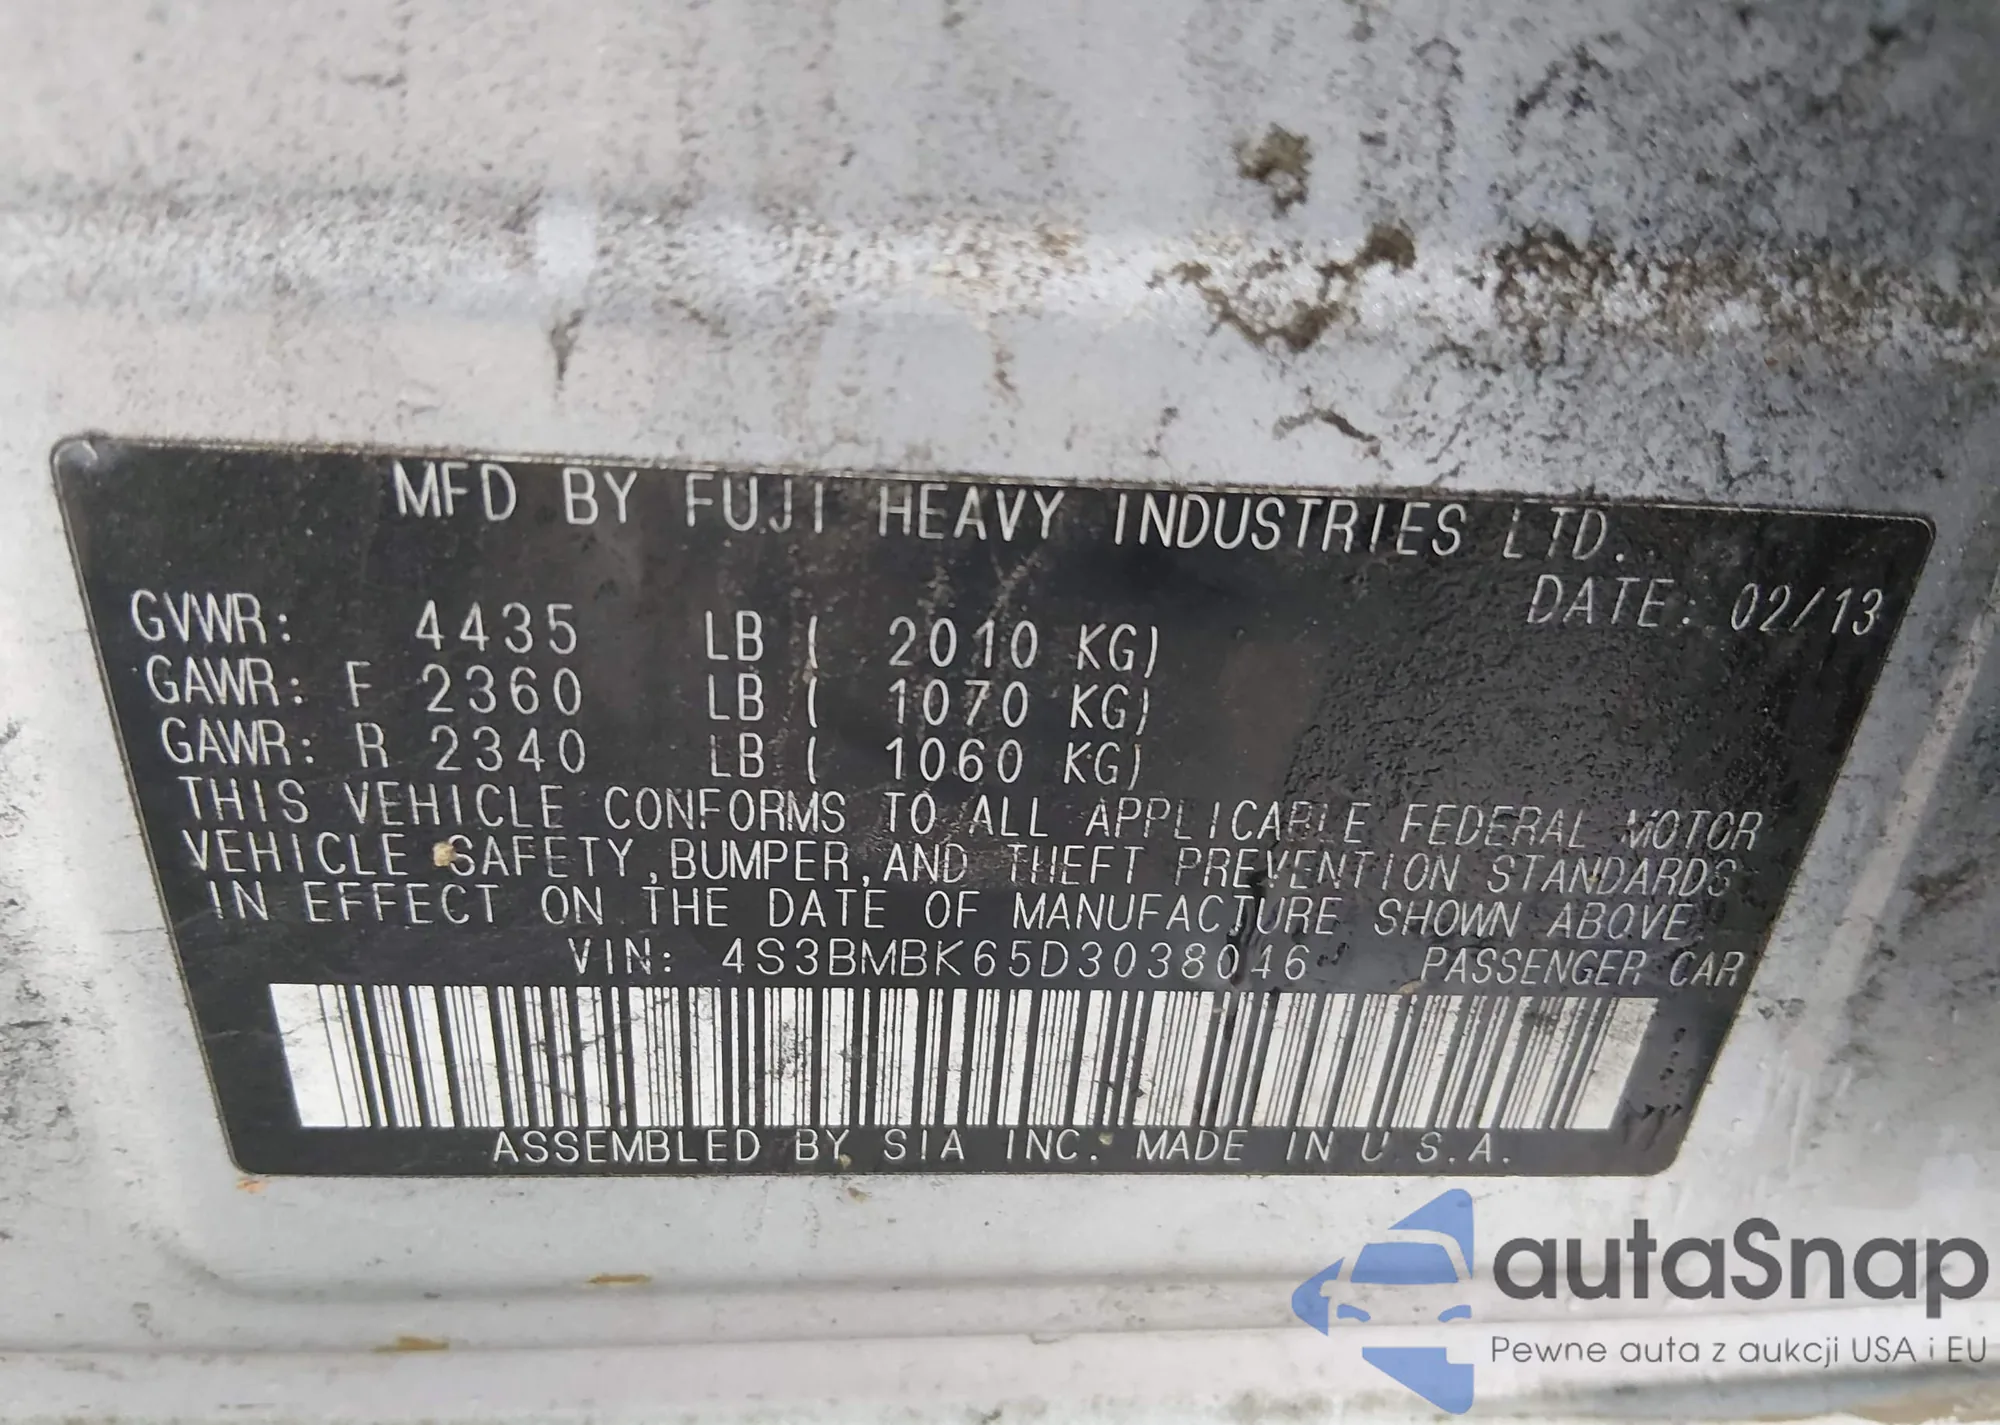 MFD BY FUJI HEAVY INDUSTRIES LTD.
DATE: 02/13
GVWR: 4435 LB ( 2010 KG)
GAWR: F 2360 LB ( 1070 KG)
GAWR: R 2340 LB ( 1060 KG)
THIS VEHICLE CONFORMS TO ALL APPLICABLE FEDERAL MOTOR
VEHICLE SAFETY, BUMPER, AND THEFT PREVENTION STANDARDS
IN EFFECT ON THE DATE OF MANUFACTURE SHOWN ABOVE.
VIN: 4S3BMBK65D3038046 PASSENGER CAR
ASSEMBLED BY SIA INC. MADE IN U.S.A.
autaSnap
Pewne auta z aukcji USA i EU